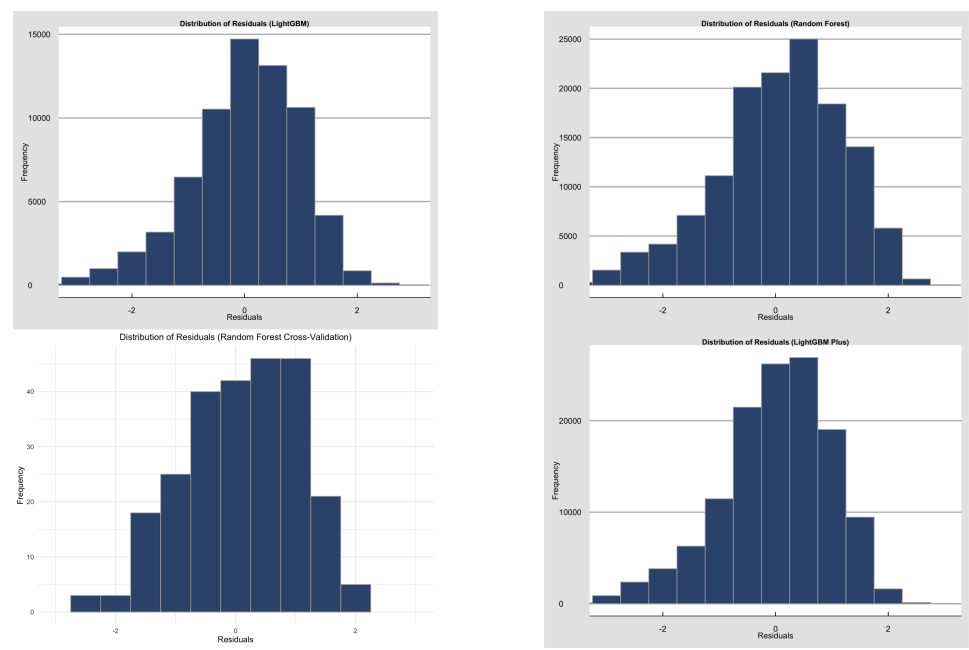 Distribution of Residuals (LightGBM)
15000
10000
5000
0
Frequency
-2
0
2
Residuals
Distribution of Residuals (Random Forest)
25000
20000
15000
10000
5000
0
Frequency
-2
0
2
Residuals
Distribution of Residuals (Random Forest Cross-Validation)
40
30
20
10
0
Frequency
-2
0
2
Residuals
Distribution of Residuals (LightGBM Plus)
20000
10000
0
Frequency
-2
0
2
Residuals